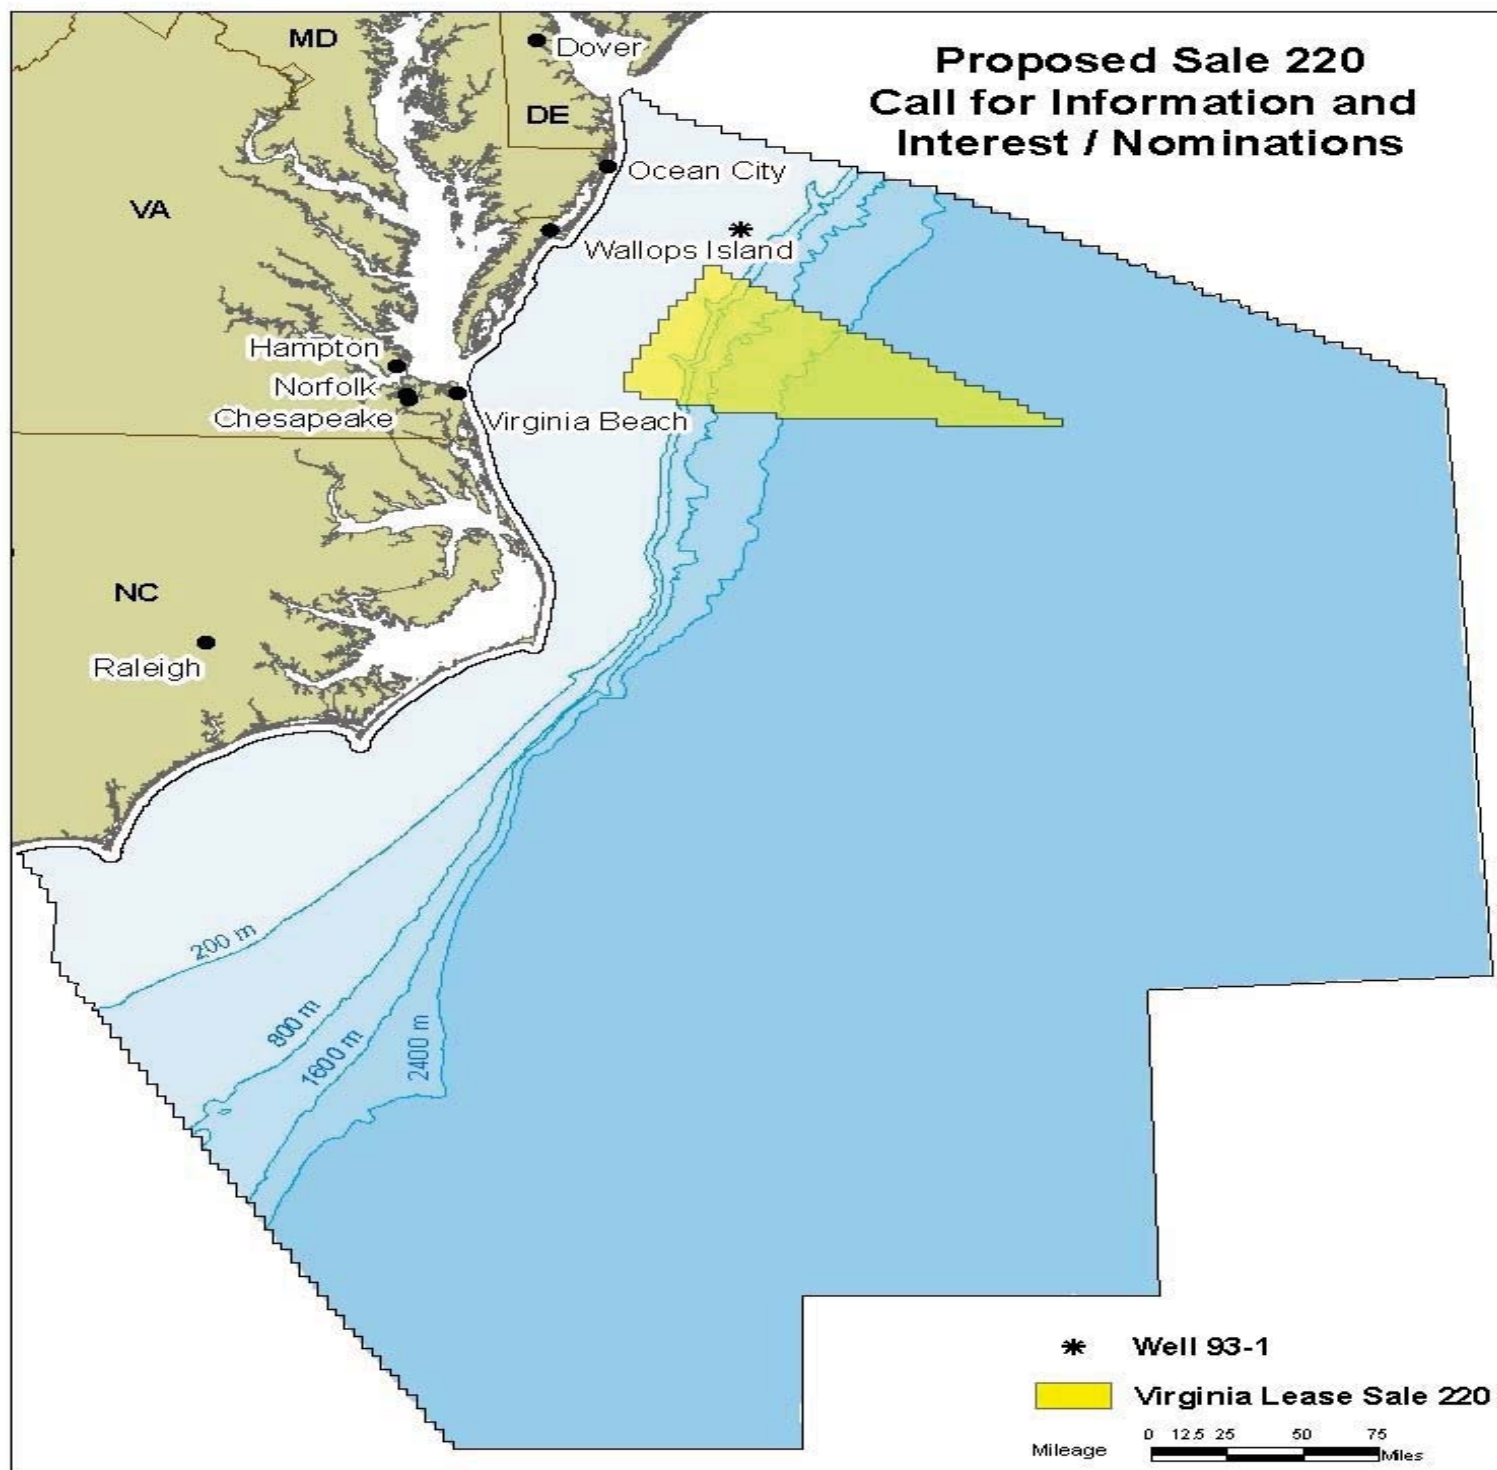 MD
Dover
Proposed Sale 220
Call for Information and
Interest / Nominations
DE
Ocean City
VA
Wallops Island
Hampton
Norfolk
Chesapeake
Virginia Beach
NC
Raleigh
200 m
800 m
1600 m
2400 m
Well 93-1
Virginia Lease Sale 220
0 12.5 25 50 75
Mileage Miles